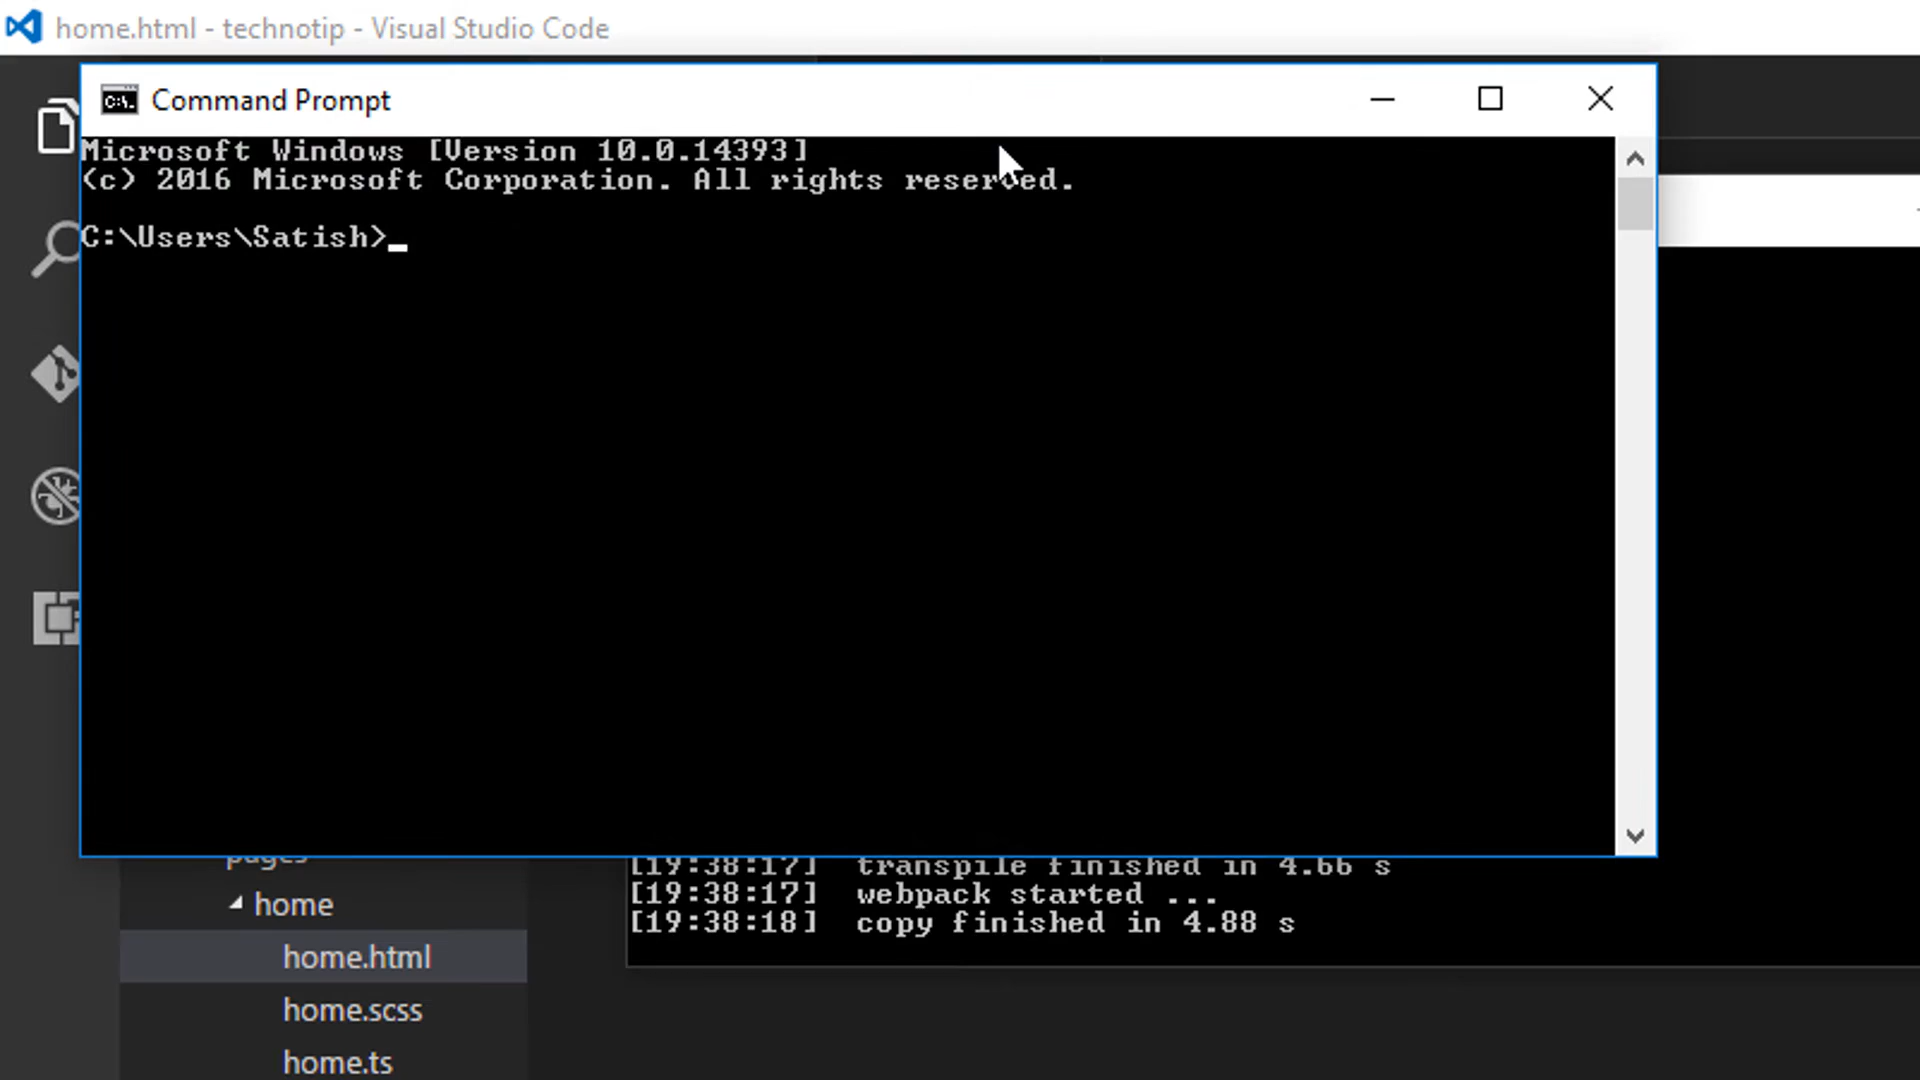 home.html - technotip - Visual Studio Code
Command Prompt
Microsoft Windows [Version 10.0.14393]
(c) 2016 Microsoft Corporation. All rights reserved.
C:\Users\Satish>
pages
[19:38:17]  transpile finished in 4.66 s
home
[19:38:17]  webpack started ...
[19:38:18]  copy finished in 4.88 s
home.html
home.scss
home.ts